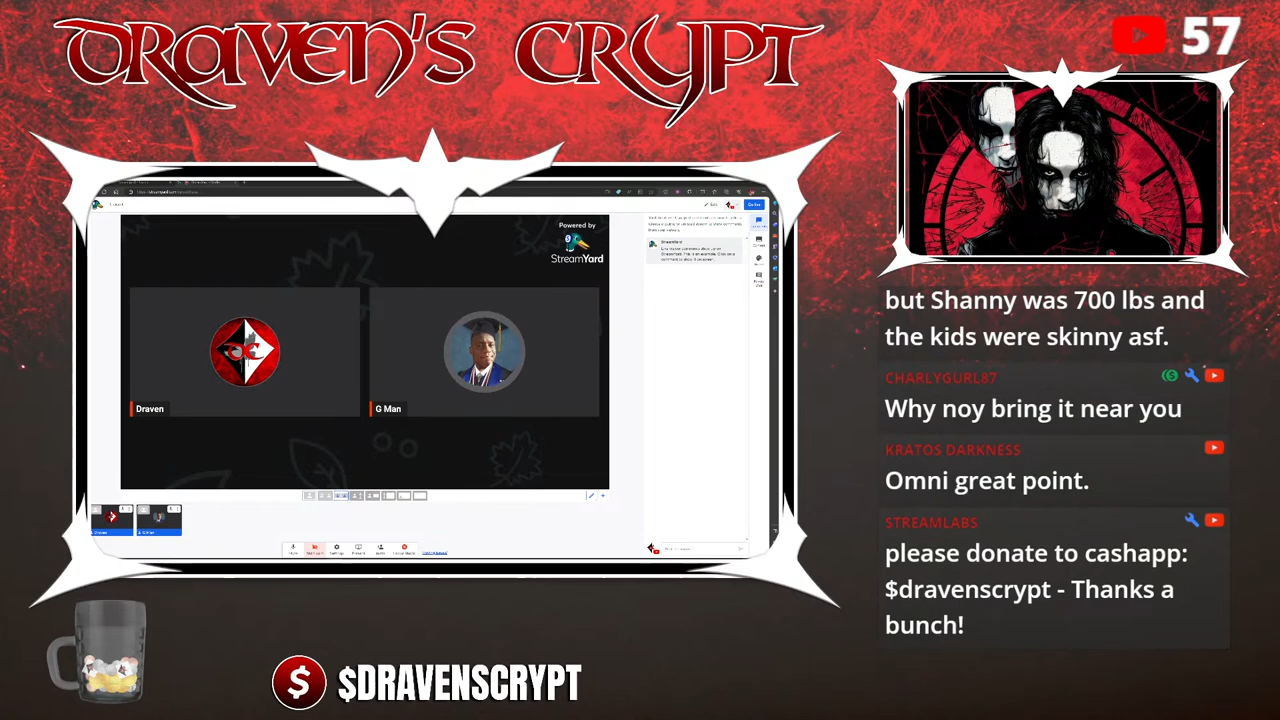 DRAVEN'S CRYPT
57
Powered by
StreamYard
Draven
G Man
but Shanny was 700 lbs and
the kids were skinny asf.
CHARLYGURL87
Why noy bring it near you
KRATOS DARKNESS
Omni great point.
STREAMLABS
please donate to cashapp:
$dravenscrypt - Thanks a
bunch!
$ $DRAVENSCRYPT